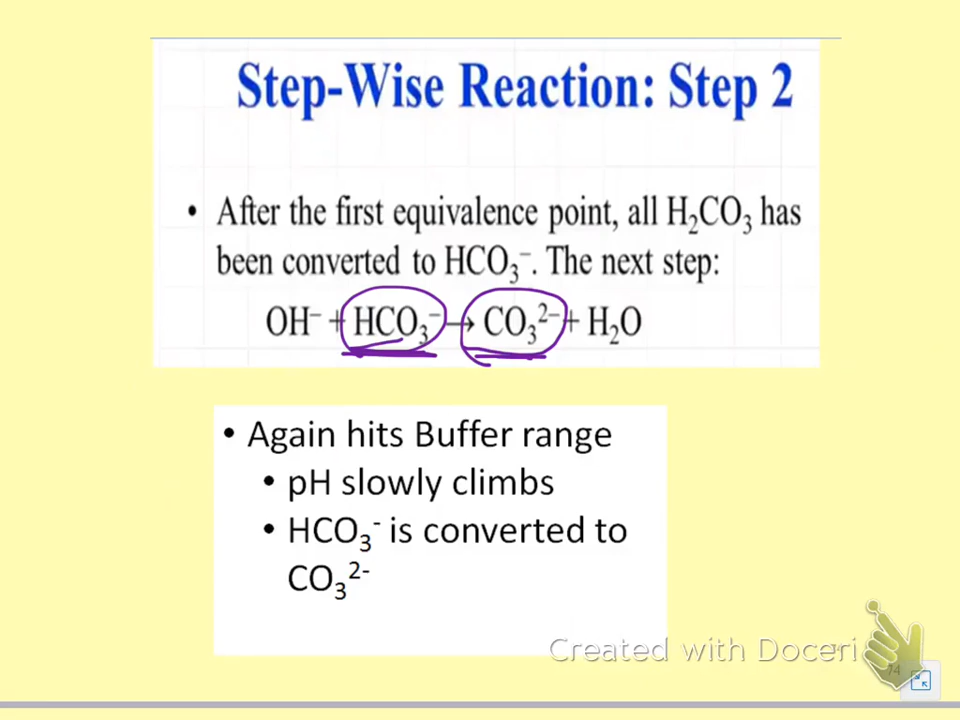 Step-Wise Reaction: Step 2
• After the first equivalence point, all H₂CO₃ has
been converted to HCO₃⁻. The next step:
OH⁻ + HCO₃⁻ → CO₃²⁻ + H₂O
• Again hits Buffer range
• pH slowly climbs
• HCO₃⁻ is converted to
CO₃²⁻
Created with Doceri